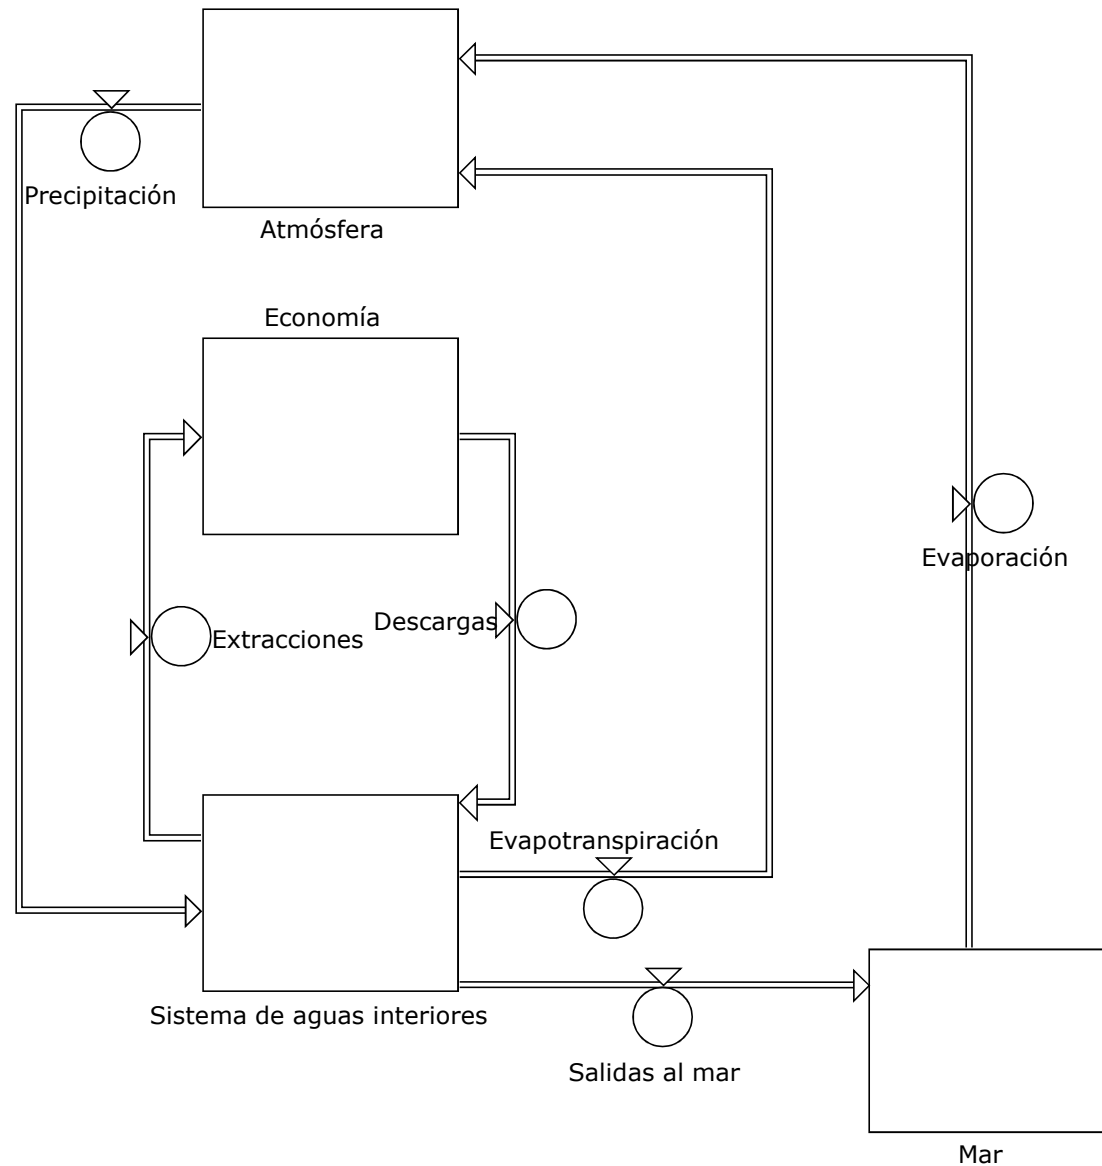 Precipitación
Atmósfera
Economía
Evaporación
Descargas
Extracciones
Evapotranspiración
Sistema de aguas interiores
Salidas al mar
Mar